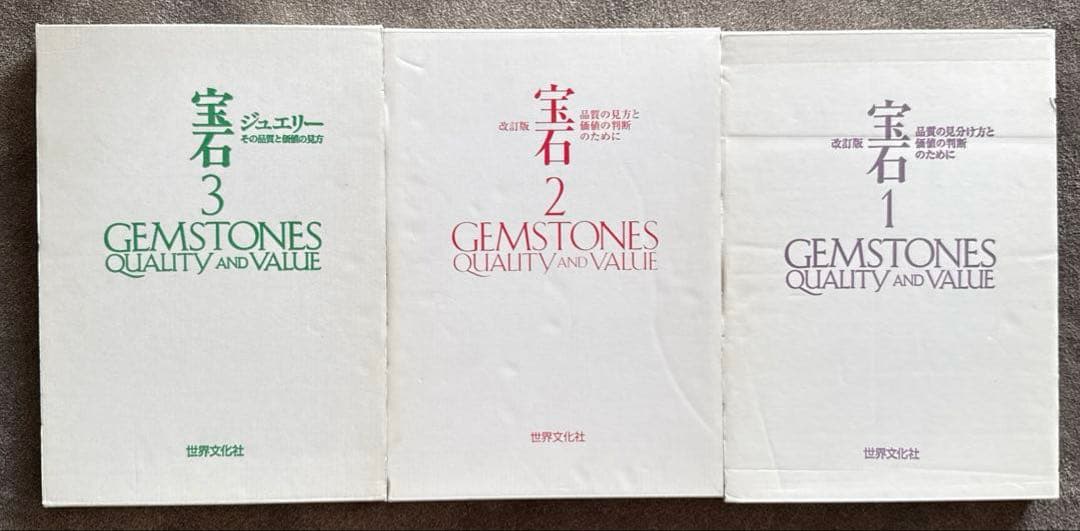 宝石
ジュエリー
その品質と価値の見方
3
GEMSTONES
QUALITY AND VALUE
世界文化社
改訂版
宝石
品質の見方と
価値の判断
のために
2
GEMSTONES
QUALITY AND VALUE
世界文化社
改訂版
宝石
品質の見分け方と
価値の判断
のために
1
GEMSTONES
QUALITY AND VALUE
世界文化社